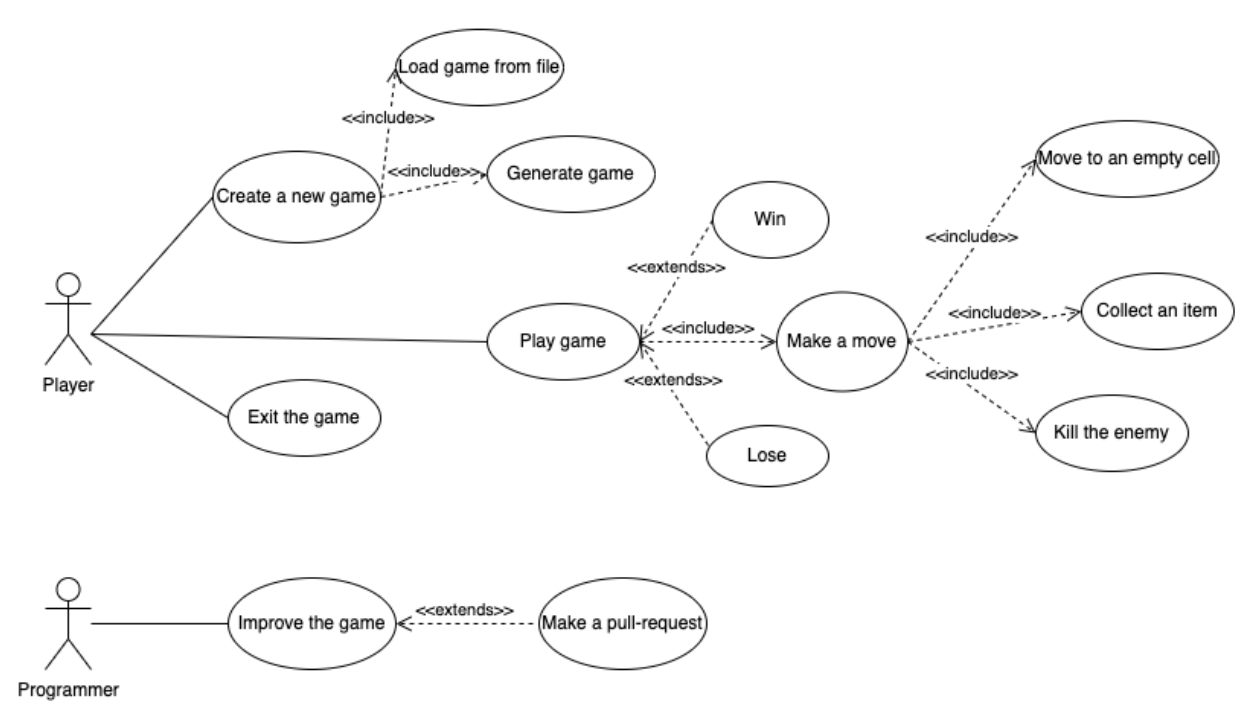 Load game from file
<<include>>
Create a new game
<<include>>
Generate game
Player
Play game
Exit the game
Win
<<extends>>
<<include>>
<<extends>>
Lose
Make a move
<<include>>
Move to an empty cell
<<include>>
Collect an item
<<include>>
Kill the enemy
Programmer
Improve the game
<<extends>>
Make a pull-request